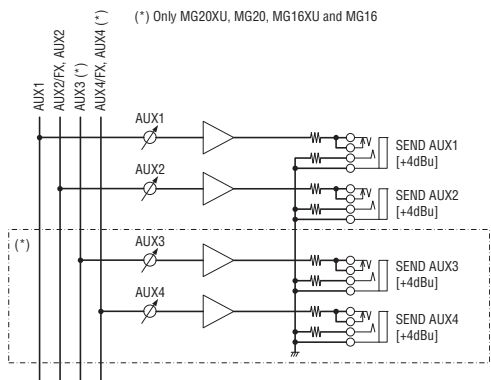 (*) Only MG20XU, MG20, MG16XU and MG16
AUX1
AUX2/FX, AUX2
AUX3 (*)
AUX4/FX, AUX4 (*)
AUX1
SEND AUX1
[+4dBu]
AUX2
SEND AUX2
[+4dBu]
(*)
AUX3
SEND AUX3
[+4dBu]
AUX4
SEND AUX4
[+4dBu]